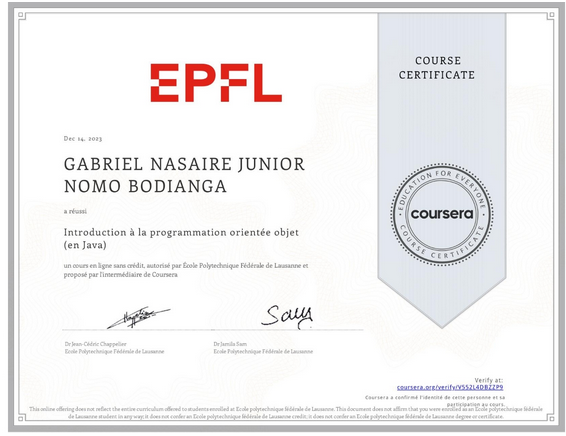 COURSE
CERTIFICATE
EPFL
Dec 14, 2023
GABRIEL NASAIRE JUNIOR
NOMO BODIANGA
a réussi
Introduction à la programmation orientée objet
(en Java)
un cours en ligne sans crédit, autorisé par École Polytechnique Fédérale de Lausanne et
proposé par l'intermédiaire de Coursera
EDUCATION FOR EVERYONE
coursera
COURSE CERTIFICATE
Dr Jean-Cédric Chappelier
Ecole Polytechnique Fédérale de Lausanne
Dr Jamila Sam
Ecole Polytechnique Fédérale de Lausanne
Verify at:
coursera.org/verify/VS52L4DBZZP9
Coursera a confirmé l'identité de cette personne et sa
participation au cours.
This online offering does not reflect the entire curriculum offered to students enrolled at École polytechnique fédérale de Lausanne. This document does not affirm that you were enrolled as an École polytechnique fédérale
de Lausanne student in any way; it does not confer an École polytechnique fédérale de Lausanne grade; it does not confer an École polytechnique fédérale de Lausanne degree or certificate.